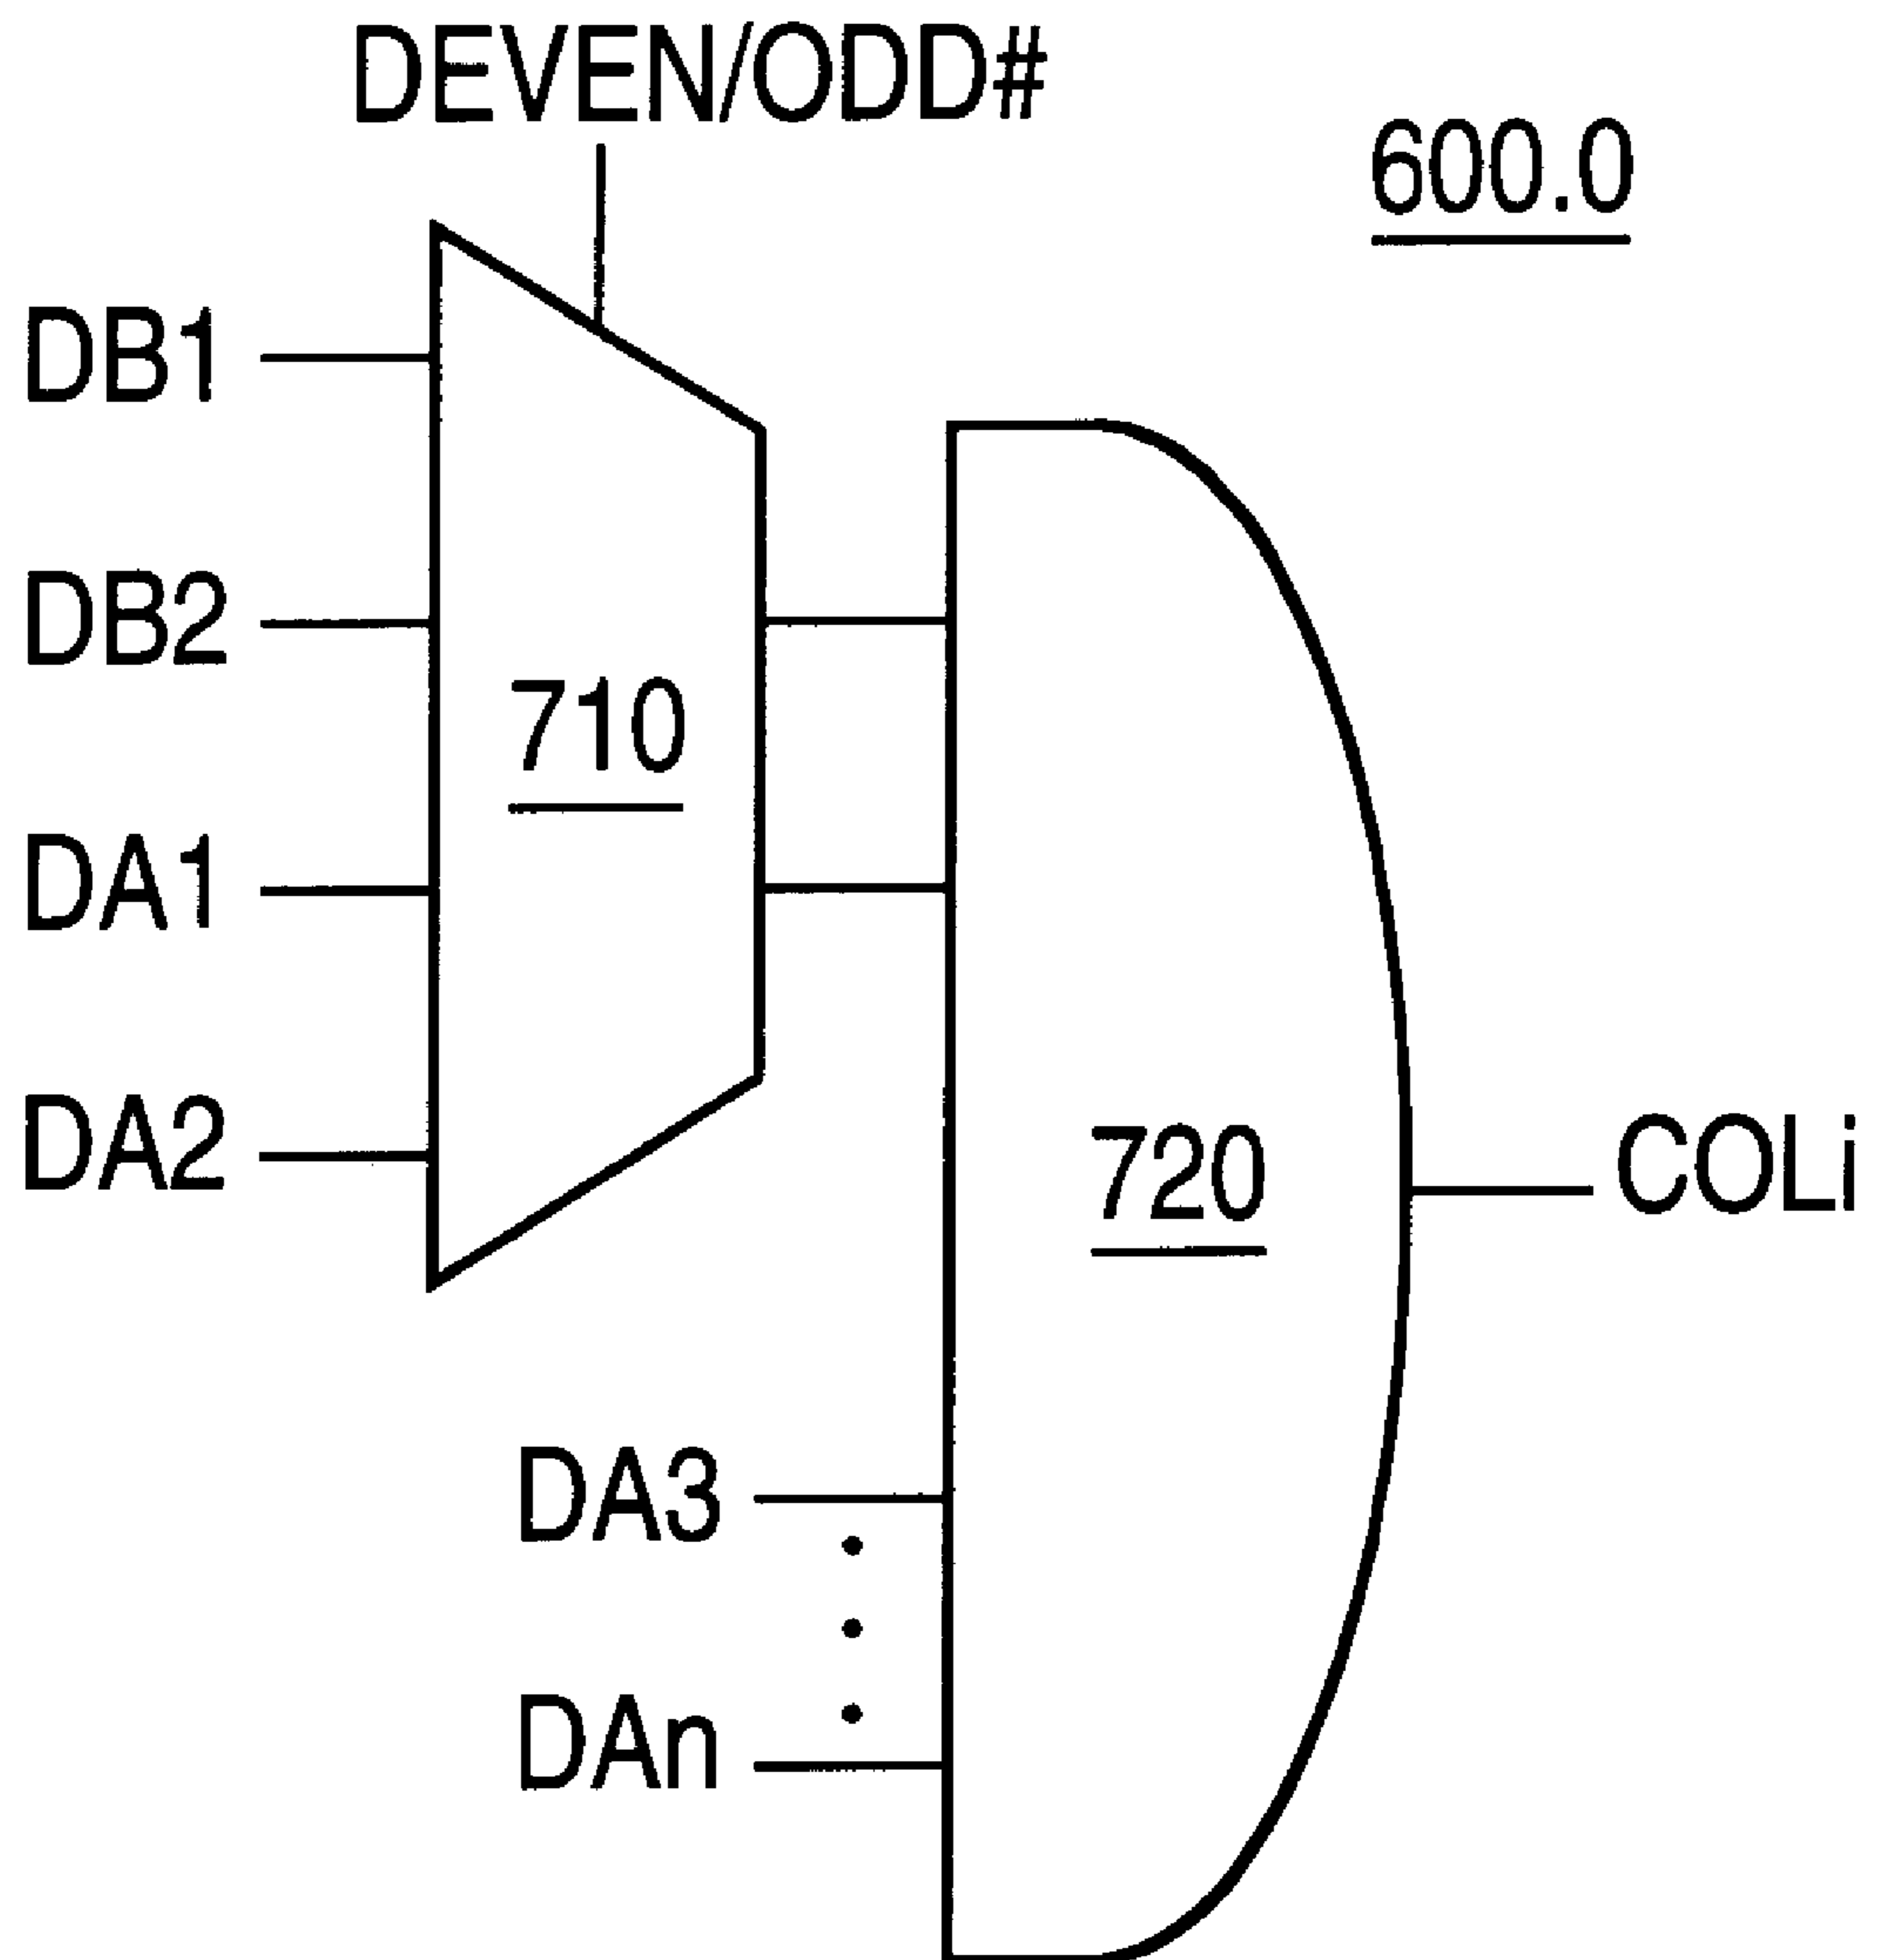 DEVEN/ODD#
600.0
DB1
DB2
710
DA1
DA2
720
COLi
DA3
DAn